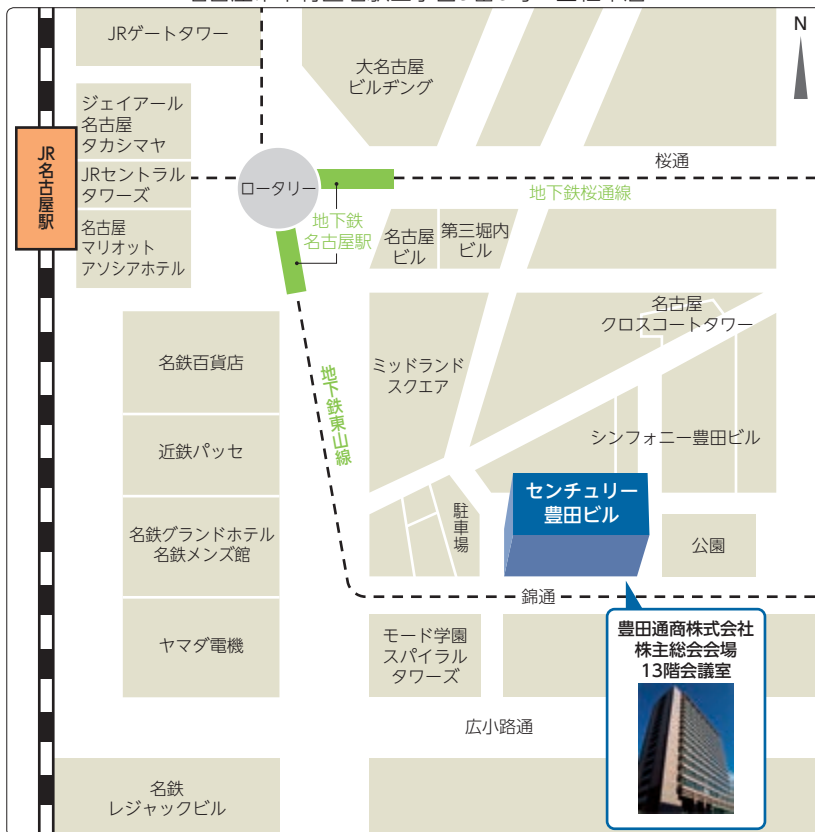 JRゲートタワー
大名古屋
ビルヂング
N
ジェイアール
名古屋
タカシマヤ
JR名古屋駅
JRセントラル
タワーズ
ロータリー
桜通
地下鉄桜通線
名古屋
マリオット
アソシアホテル
地下鉄
名古屋駅
名古屋
ビル
第三堀内
ビル
名古屋
クロスコートタワー
名鉄百貨店
地下鉄東山線
ミッドランド
スクエア
近鉄パッセ
シンフォニー豊田ビル
センチュリー
豊田ビル
名鉄グランドホテル
名鉄メンズ館
駐車場
公園
錦通
ヤマダ電機
モード学園
スパイラル
タワーズ
豊田通商株式会社
株主総会会場
13階会議室
広小路通
名鉄
レジャックビル